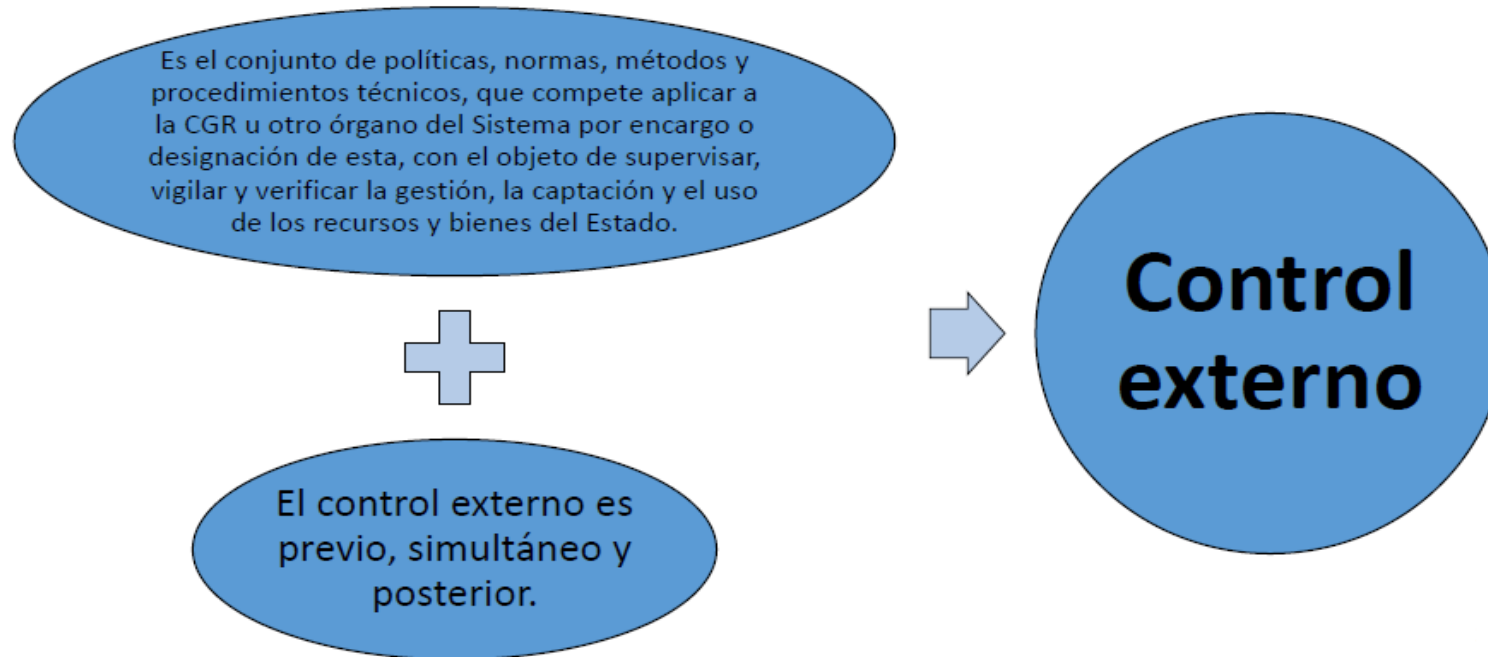 Es el conjunto de políticas, normas, métodos y
procedimientos técnicos, que compete aplicar a
la CGR u otro órgano del Sistema por encargo o
designación de esta, con el objeto de supervisar,
vigilar y verificar la gestión, la captación y el uso
de los recursos y bienes del Estado.
El control externo es
previo, simultáneo y
posterior.
Control
externo